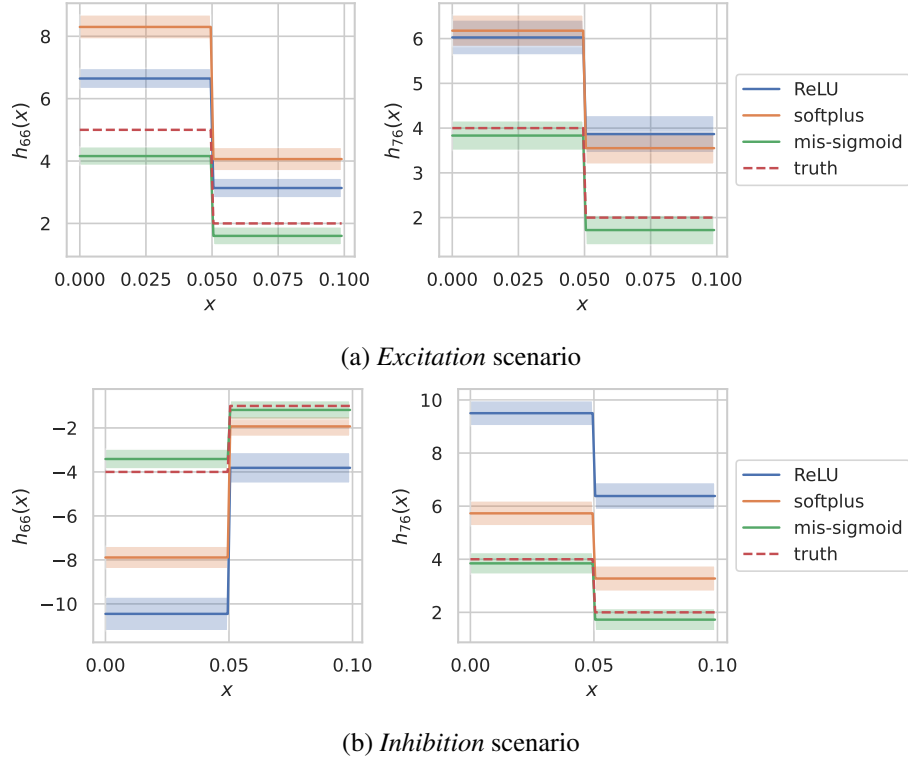 8
6
4
2
h₆₆(x)
0.000 0.025 0.050 0.075 0.100
x
6
5
4
3
2
h₇₆(x)
0.000 0.025 0.050 0.075 0.100
x
ReLU
softplus
mis-sigmoid
truth
(a) Excitation scenario
−2
−4
−6
−8
−10
h₆₆(x)
0.00 0.05 0.10
x
10
8
6
4
2
h₇₆(x)
0.00 0.05 0.10
x
ReLU
softplus
mis-sigmoid
truth
(b) Inhibition scenario